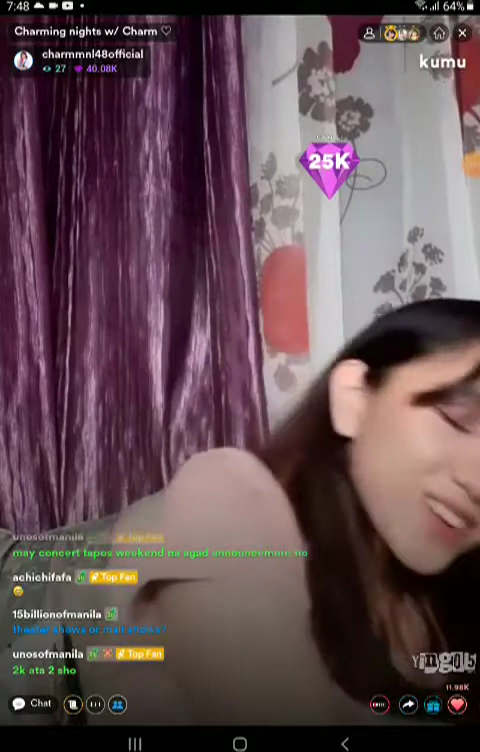 7:48
64%
Charming nights w/ Charm ♡
charmmnl48official
27 40.08K
kumu
25K
unosofmanila Top Fan
may concert tapos weekend na agad announcement no
achichifafa Top Fan
15billionofmanila
theater shows or mall shows?
unosofmanila Top Fan
2k ata 2 sho
11.98K
Chat